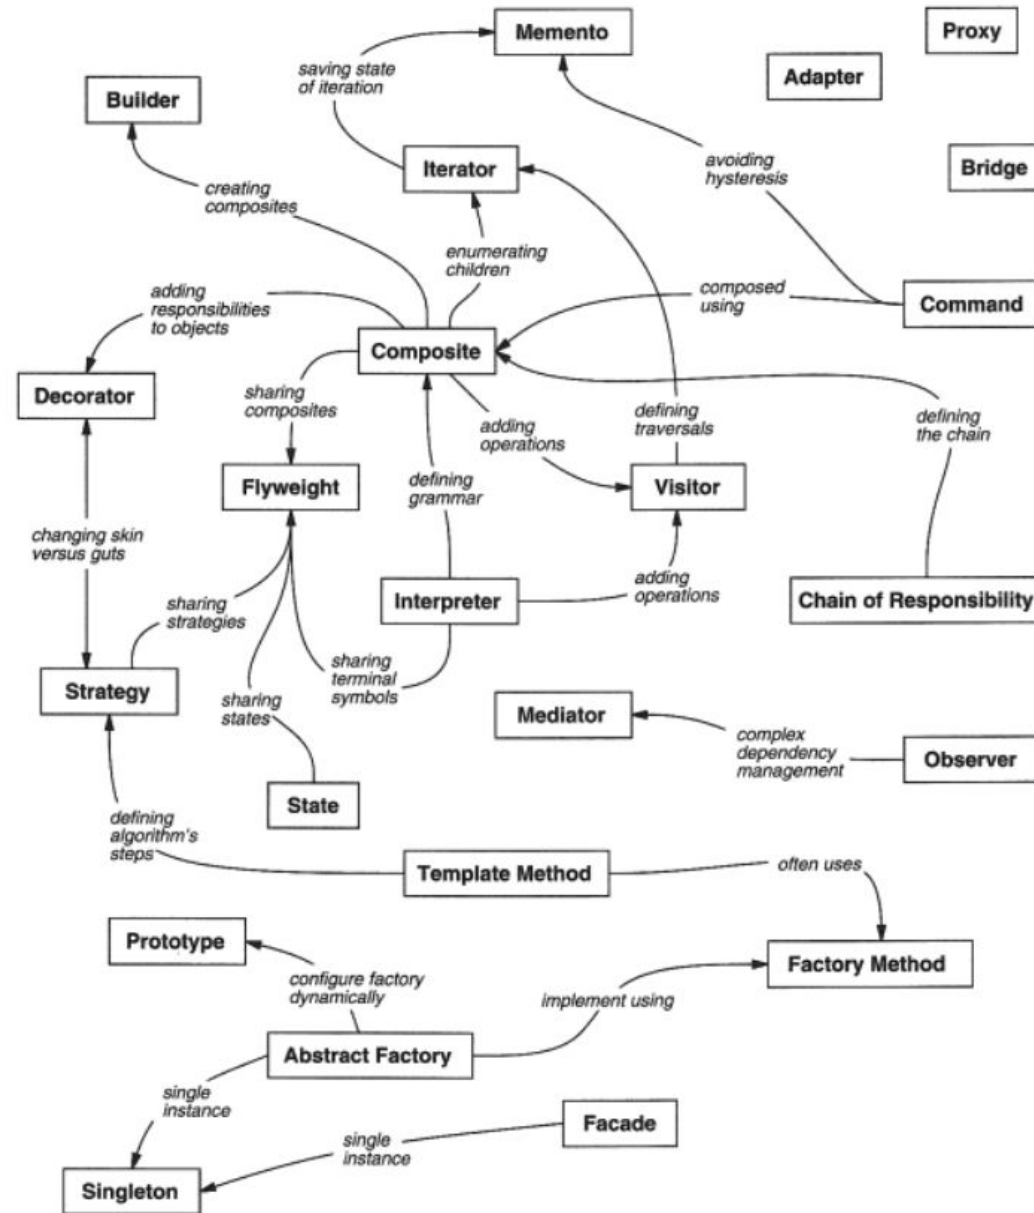 Memento
Proxy
Adapter
saving state
of iteration
Builder
Iterator
avoiding
hysteresis
Bridge
creating
composites
enumerating
children
adding
responsibilities
to objects
composed
using
Command
Composite
Decorator
sharing
composites
adding
operations
defining
traversals
defining
the chain
defining
grammar
Flyweight
Visitor
changing skin
versus guts
sharing
strategies
Interpreter
adding
operations
Chain of Responsibility
sharing
terminal
symbols
Strategy
sharing
states
Mediator
complex
dependency
management
Observer
State
defining
algorithm's
steps
Template Method
often uses
Prototype
Factory Method
configure factory
dynamically
implement using
Abstract Factory
single
instance
Facade
single
instance
Singleton